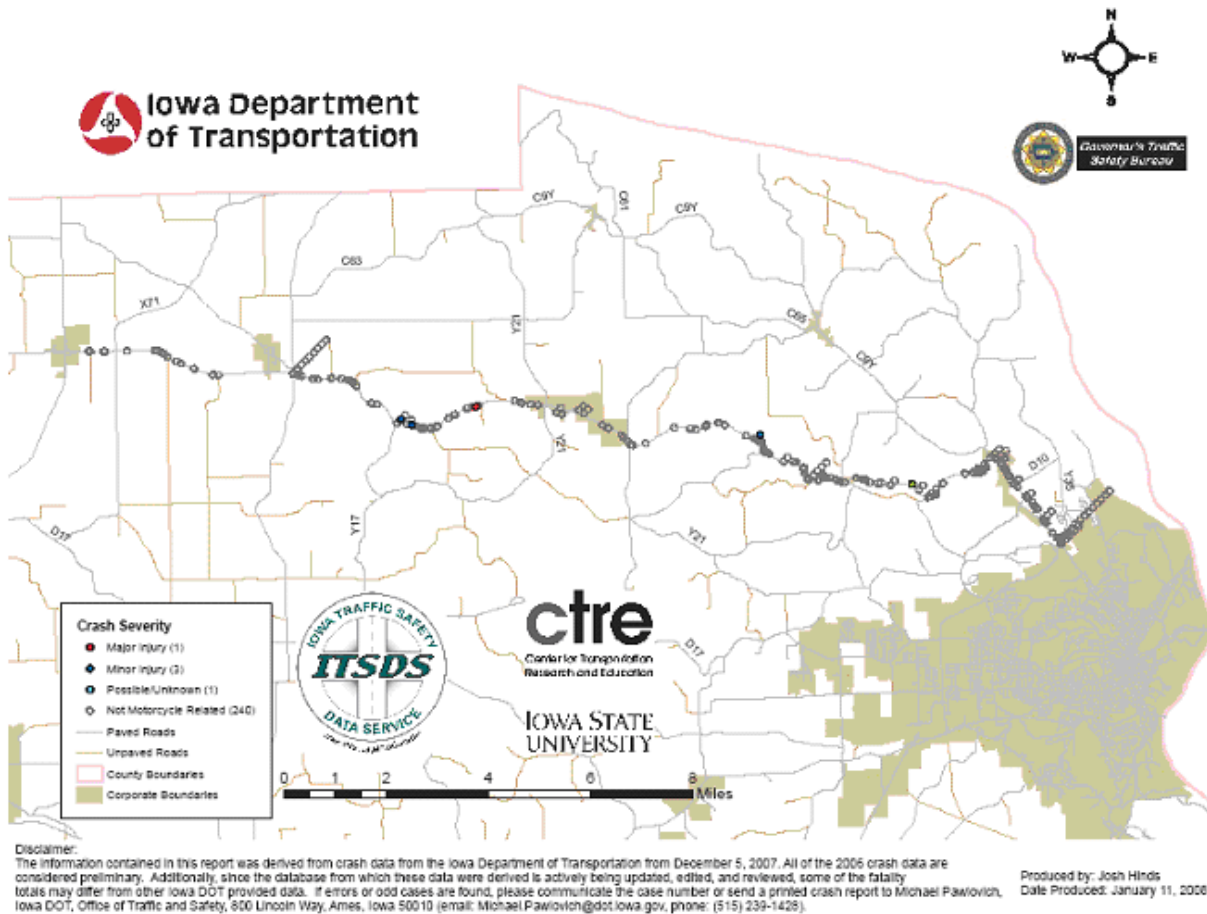 N
W
E
S
Iowa Department
of Transportation
Governor's Traffic
Safety Bureau
C9Y
C61
C9Y
C63
X71
Y21
C65
C9Y
Y21
D10
Y35
Y17
Y21
D17
D17
Crash Severity
Major Injury (1)
Minor Injury (3)
Possible/Unknown (1)
Not Motorcycle Related (240)
Paved Roads
Unpaved Roads
County Boundaries
Corporate Boundaries
IOWA TRAFFIC SAFETY
ITSDS
DATA SERVICE
ctre
Center for Transportation
Research and Education
IOWA STATE
UNIVERSITY
0 1 2 4 6 8
Miles
Disclaimer:
The information contained in this report was derived from crash data from the Iowa Department of Transportation from December 5, 2007. All of the 2006 crash data are
considered preliminary. Additionally, since the database from which these data were derived is actively being updated, edited, and reviewed, some of the fatality
totals may differ from other Iowa DOT provided data. If errors or odd cases are found, please communicate the case number or send a printed crash report to Michael Pawlovich,
Iowa DOT, Office of Traffic and Safety, 800 Lincoln Way, Ames, Iowa 50010 (email: Michael.Pawlovich@dot.iowa.gov, phone: (515) 239-1428).
Produced by: Josh Hinds
Date Produced: January 11, 2008